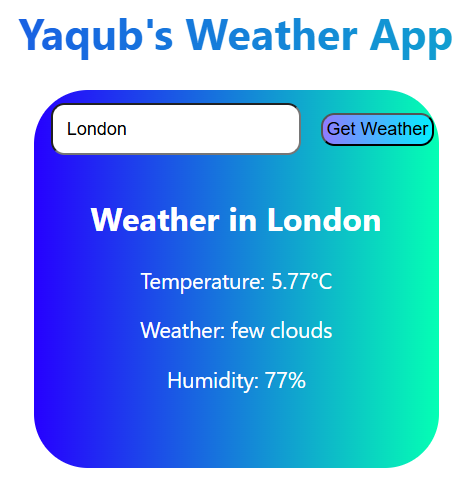 Yaqub's Weather App
London
Get Weather
Weather in London
Temperature: 5.77°C
Weather: few clouds
Humidity: 77%